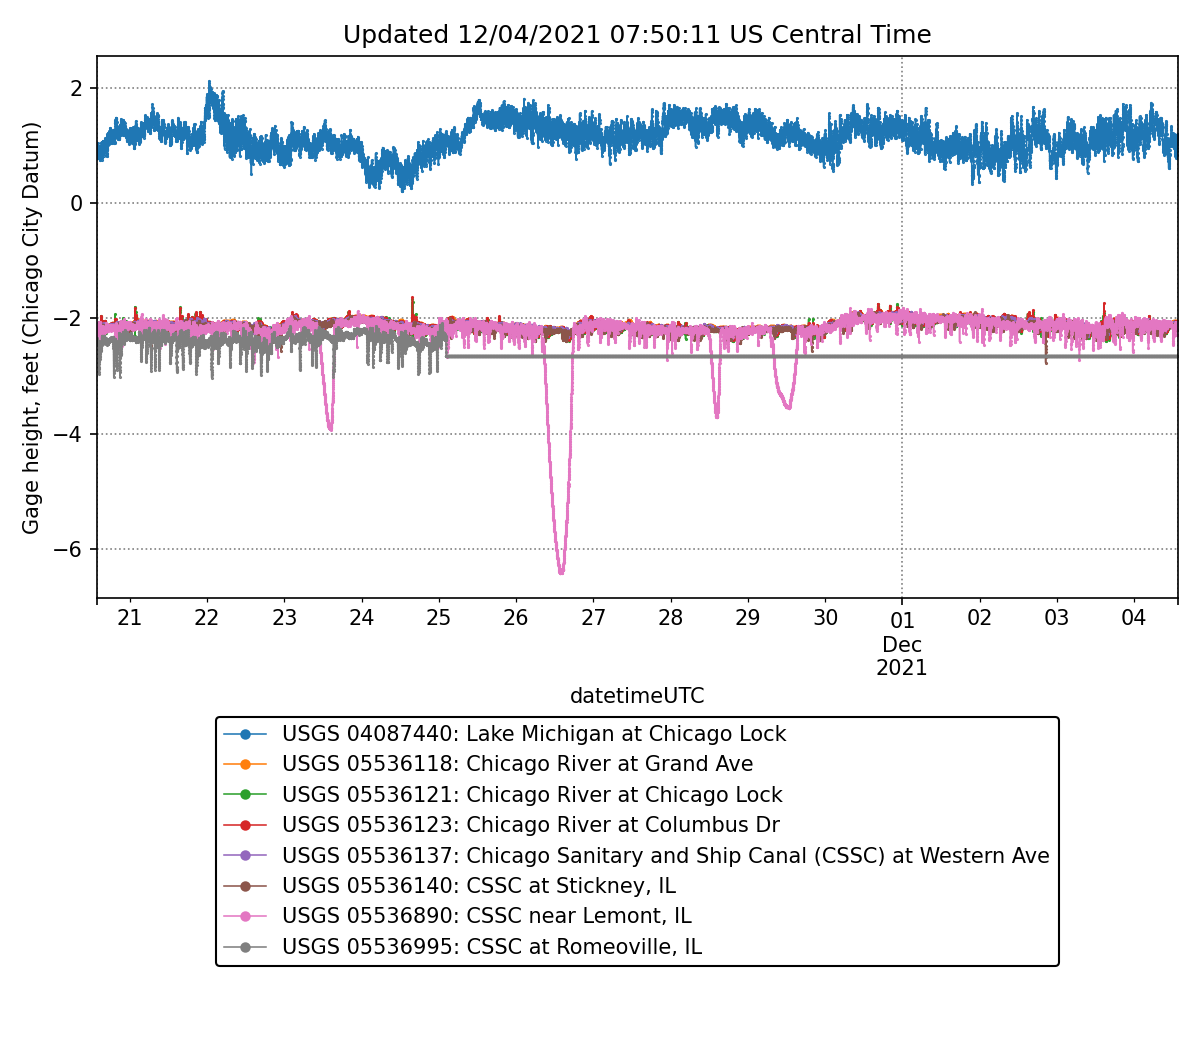 Updated 12/04/2021 07:50:11 US Central Time
Gage height, feet (Chicago City Datum)
2
0
−2
−4
−6
21 22 23 24 25 26 27 28 29 30 01 02 03 04
Dec
2021
datetimeUTC
USGS 04087440: Lake Michigan at Chicago Lock
USGS 05536118: Chicago River at Grand Ave
USGS 05536121: Chicago River at Chicago Lock
USGS 05536123: Chicago River at Columbus Dr
USGS 05536137: Chicago Sanitary and Ship Canal (CSSC) at Western Ave
USGS 05536140: CSSC at Stickney, IL
USGS 05536890: CSSC near Lemont, IL
USGS 05536995: CSSC at Romeoville, IL